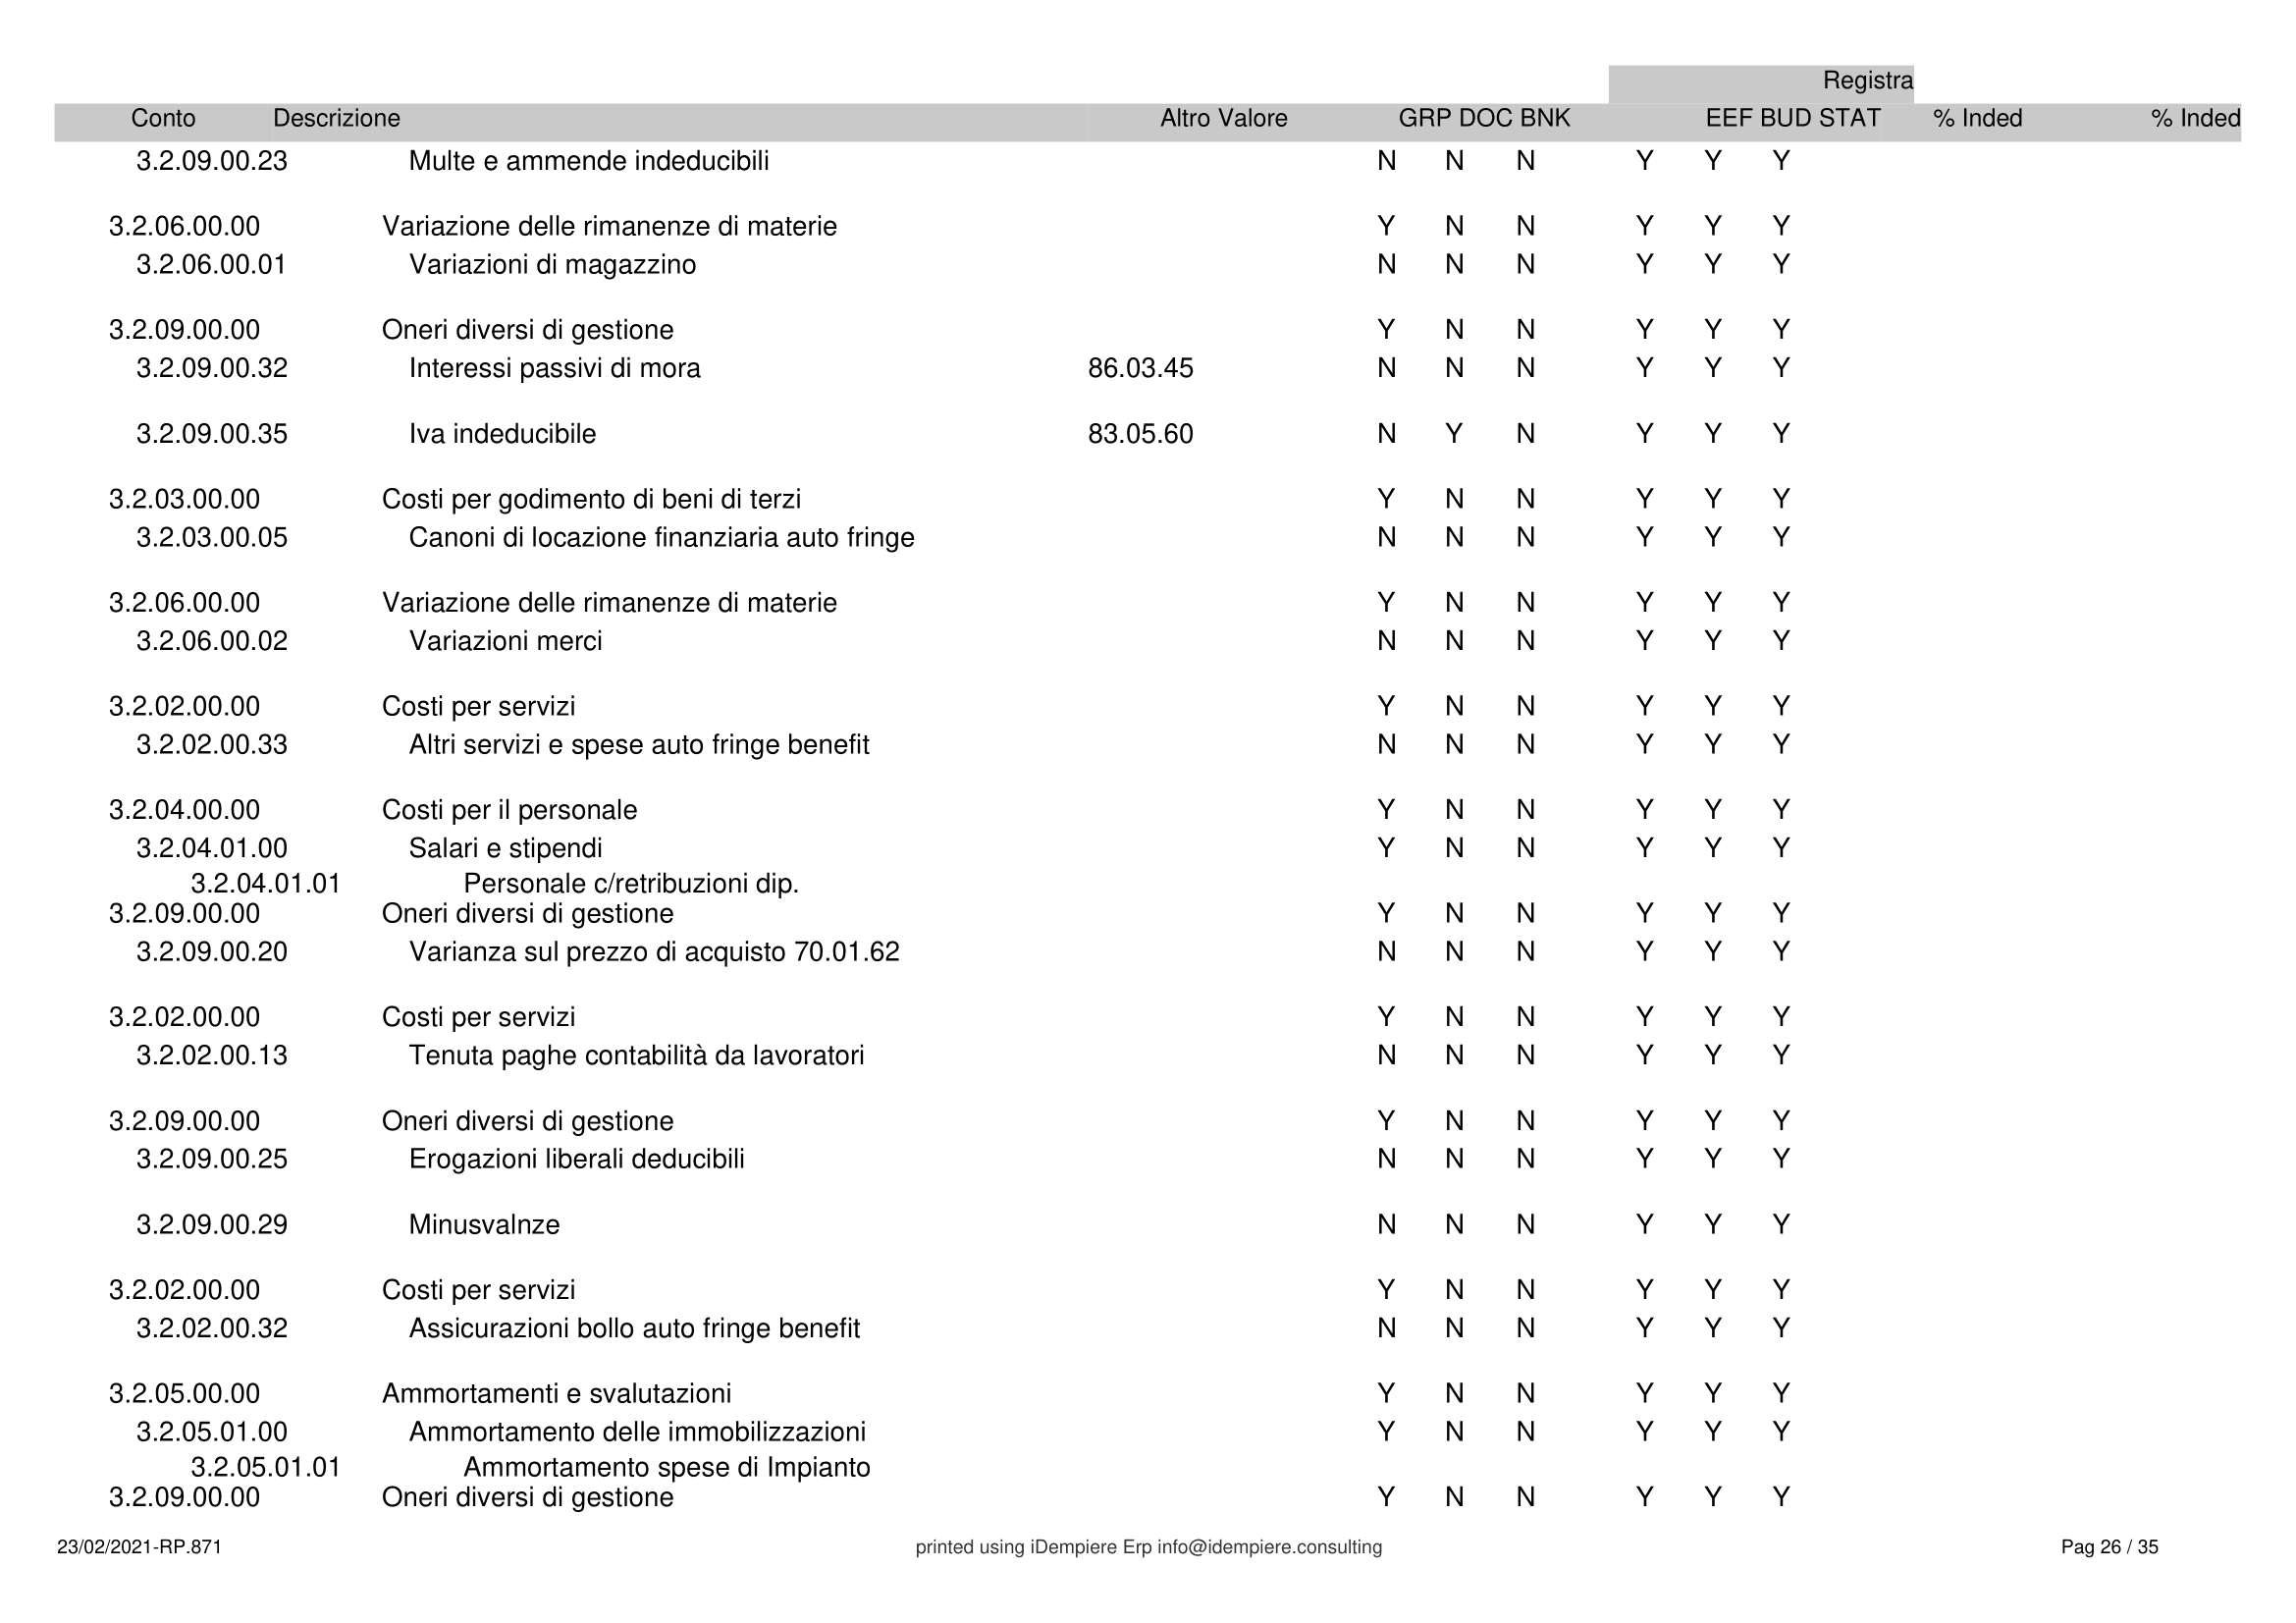 Registra
Conto Descrizione Altro Valore GRP DOC BNK EEF BUD STAT % Inded % Inded
3.2.09.00.23 Multe e ammende indeducibili N N N Y Y Y
3.2.06.00.00 Variazione delle rimanenze di materie Y N N Y Y Y
3.2.06.00.01 Variazioni di magazzino N N N Y Y Y
3.2.09.00.00 Oneri diversi di gestione Y N N Y Y Y
3.2.09.00.32 Interessi passivi di mora 86.03.45 N N N Y Y Y
3.2.09.00.35 Iva indeducibile 83.05.60 N Y N Y Y Y
3.2.03.00.00 Costi per godimento di beni di terzi Y N N Y Y Y
3.2.03.00.05 Canoni di locazione finanziaria auto fringe N N N Y Y Y
3.2.06.00.00 Variazione delle rimanenze di materie Y N N Y Y Y
3.2.06.00.02 Variazioni merci N N N Y Y Y
3.2.02.00.00 Costi per servizi Y N N Y Y Y
3.2.02.00.33 Altri servizi e spese auto fringe benefit N N N Y Y Y
3.2.04.00.00 Costi per il personale Y N N Y Y Y
3.2.04.01.00 Salari e stipendi Y N N Y Y Y
3.2.04.01.01 Personale c/retribuzioni dip.
3.2.09.00.00 Oneri diversi di gestione Y N N Y Y Y
3.2.09.00.20 Varianza sul prezzo di acquisto 70.01.62 N N N Y Y Y
3.2.02.00.00 Costi per servizi Y N N Y Y Y
3.2.02.00.13 Tenuta paghe contabilità da lavoratori N N N Y Y Y
3.2.09.00.00 Oneri diversi di gestione Y N N Y Y Y
3.2.09.00.25 Erogazioni liberali deducibili N N N Y Y Y
3.2.09.00.29 Minusvalnze N N N Y Y Y
3.2.02.00.00 Costi per servizi Y N N Y Y Y
3.2.02.00.32 Assicurazioni bollo auto fringe benefit N N N Y Y Y
3.2.05.00.00 Ammortamenti e svalutazioni Y N N Y Y Y
3.2.05.01.00 Ammortamento delle immobilizzazioni Y N N Y Y Y
3.2.05.01.01 Ammortamento spese di Impianto
3.2.09.00.00 Oneri diversi di gestione Y N N Y Y Y
23/02/2021-RP.871 printed using iDempiere Erp info@idempiere.consulting Pag 26 / 35